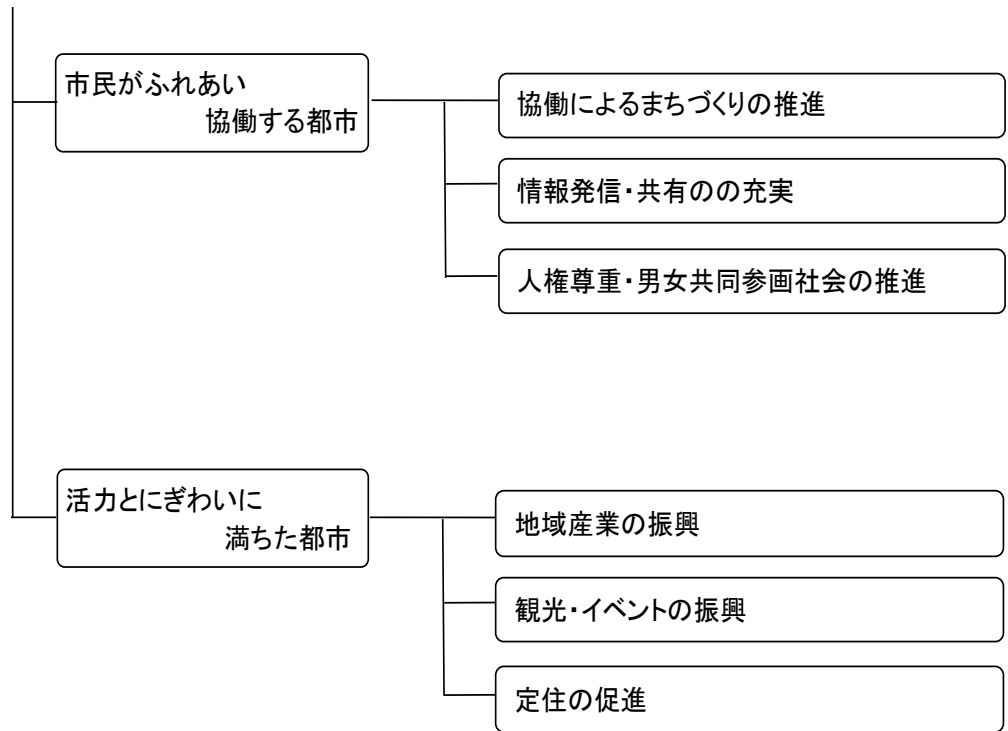 市民がふれあい
協働する都市
協働によるまちづくりの推進
情報発信・共有のの充実
人権尊重・男女共同参画社会の推進
活力とにぎわいに
満ちた都市
地域産業の振興
観光・イベントの振興
定住の促進